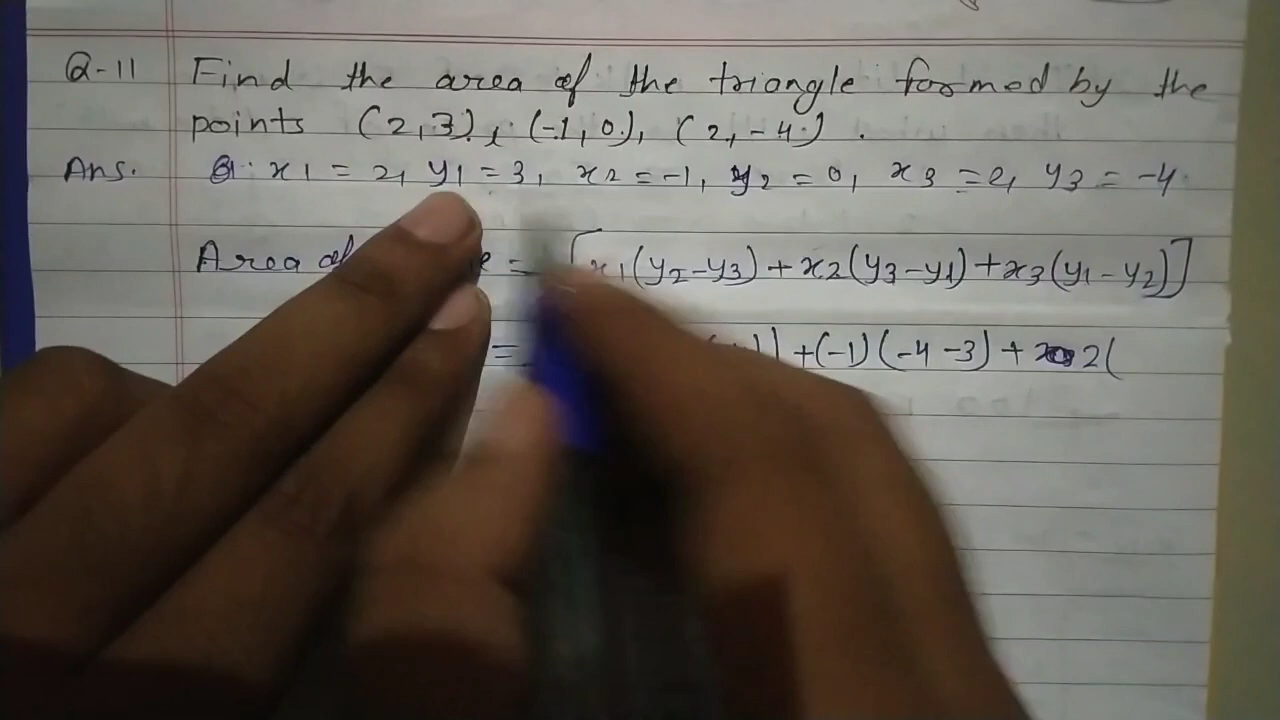 Q-11 Find the area of the triangle formed by the
points (2,3), (-1,0), (2,-4).
Ans. x1 = 2, y1 = 3, x2 = -1, y2 = 0, x3 = 2, y3 = -4
Area of = [x1(y2-y3) + x2(y3-y1) + x3(y1-y2)]
= + (-1)(-4-3) + 2(